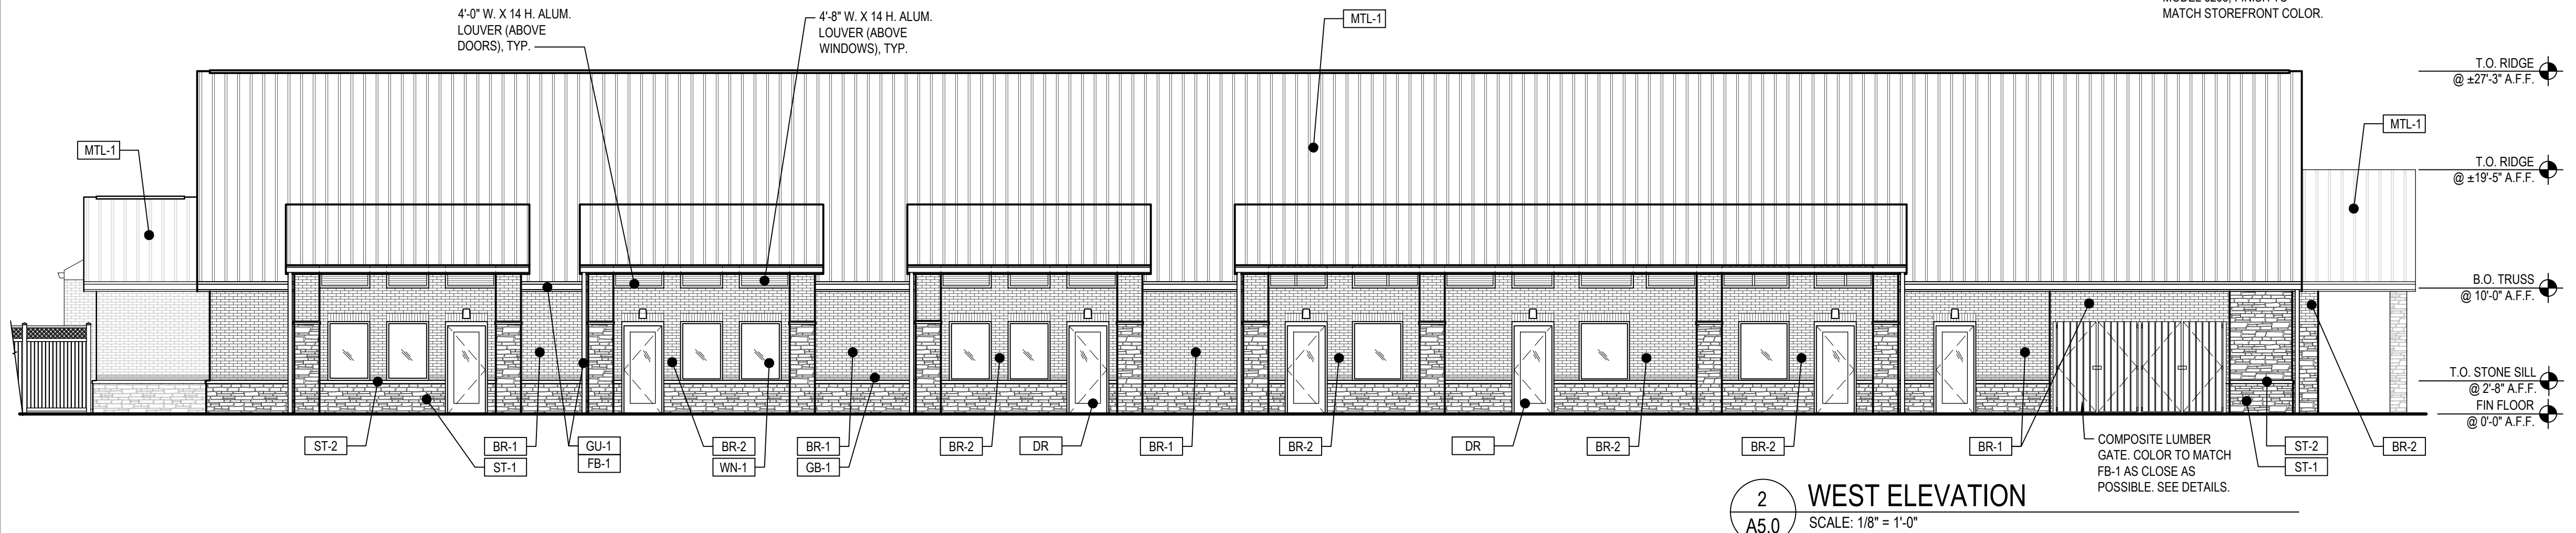 4'-0" W. X 14 H. ALUM.
LOUVER (ABOVE
DOORS), TYP.
4'-8" W. X 14 H. ALUM.
LOUVER (ABOVE
WINDOWS), TYP.
MTL-1
MATCH STOREFRONT COLOR.
T.O. RIDGE
@ ±27'-3" A.F.F.
MTL-1
MTL-1
T.O. RIDGE
@ ±19'-5" A.F.F.
B.O. TRUSS
@ 10'-0" A.F.F.
T.O. STONE SILL
@ 2'-8" A.F.F.
FIN FLOOR
@ 0'-0" A.F.F.
ST-2
BR-1
ST-1
GU-1
FB-1
BR-2
WN-1
BR-1
GB-1
BR-2
DR
BR-1
BR-2
DR
BR-2
BR-2
BR-1
COMPOSITE LUMBER
GATE. COLOR TO MATCH
FB-1 AS CLOSE AS
POSSIBLE. SEE DETAILS.
ST-2
ST-1
BR-2
2
A5.0
WEST ELEVATION
SCALE: 1/8" = 1'-0"